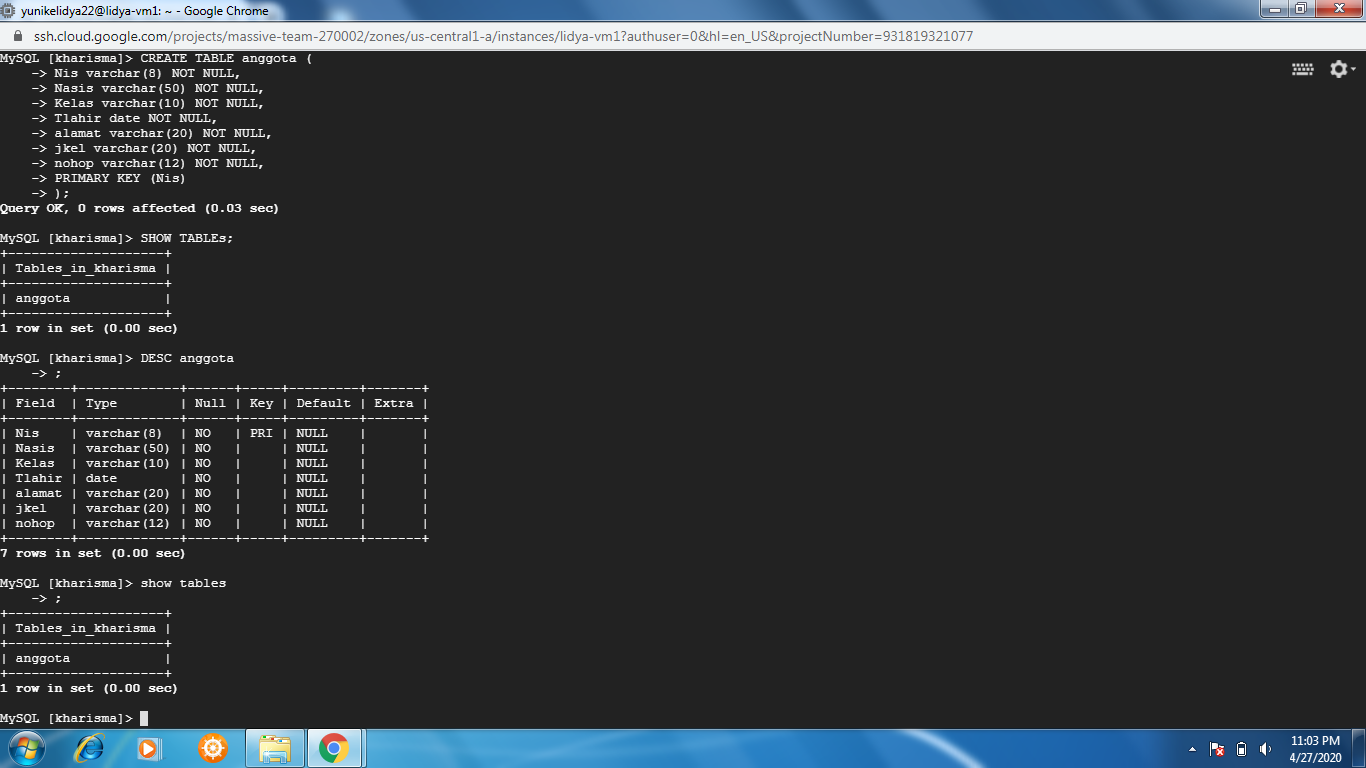 yunikelidya22@lidya-vm1: ~ - Google Chrome
ssh.cloud.google.com/projects/massive-team-270002/zones/us-central1-a/instances/lidya-vm1?authuser=0&hl=en_US&projectNumber=931819321077
MySQL [kharisma]> CREATE TABLE anggota (
    -> Nis varchar(8) NOT NULL,
    -> Nasis varchar(50) NOT NULL,
    -> Kelas varchar(10) NOT NULL,
    -> Tlahir date NOT NULL,
    -> alamat varchar(20) NOT NULL,
    -> jkel varchar(20) NOT NULL,
    -> nohop varchar(12) NOT NULL,
    -> PRIMARY KEY (Nis)
    -> );
Query OK, 0 rows affected (0.03 sec)
MySQL [kharisma]> SHOW TABLEs;
+--------------------+
| Tables_in_kharisma |
+--------------------+
| anggota            |
+--------------------+
1 row in set (0.00 sec)
MySQL [kharisma]> DESC anggota
    -> ;
+--------+-------------+------+-----+---------+-------+
| Field  | Type        | Null | Key | Default | Extra |
+--------+-------------+------+-----+---------+-------+
| Nis    | varchar(8)  | NO   | PRI | NULL    |       |
| Nasis  | varchar(50) | NO   |     | NULL    |       |
| Kelas  | varchar(10) | NO   |     | NULL    |       |
| Tlahir | date        | NO   |     | NULL    |       |
| alamat | varchar(20) | NO   |     | NULL    |       |
| jkel   | varchar(20) | NO   |     | NULL    |       |
| nohop  | varchar(12) | NO   |     | NULL    |       |
+--------+-------------+------+-----+---------+-------+
7 rows in set (0.00 sec)
MySQL [kharisma]> show tables
    -> ;
+--------------------+
| Tables_in_kharisma |
+--------------------+
| anggota            |
+--------------------+
1 row in set (0.00 sec)
MySQL [kharisma]>
11:03 PM
4/27/2020